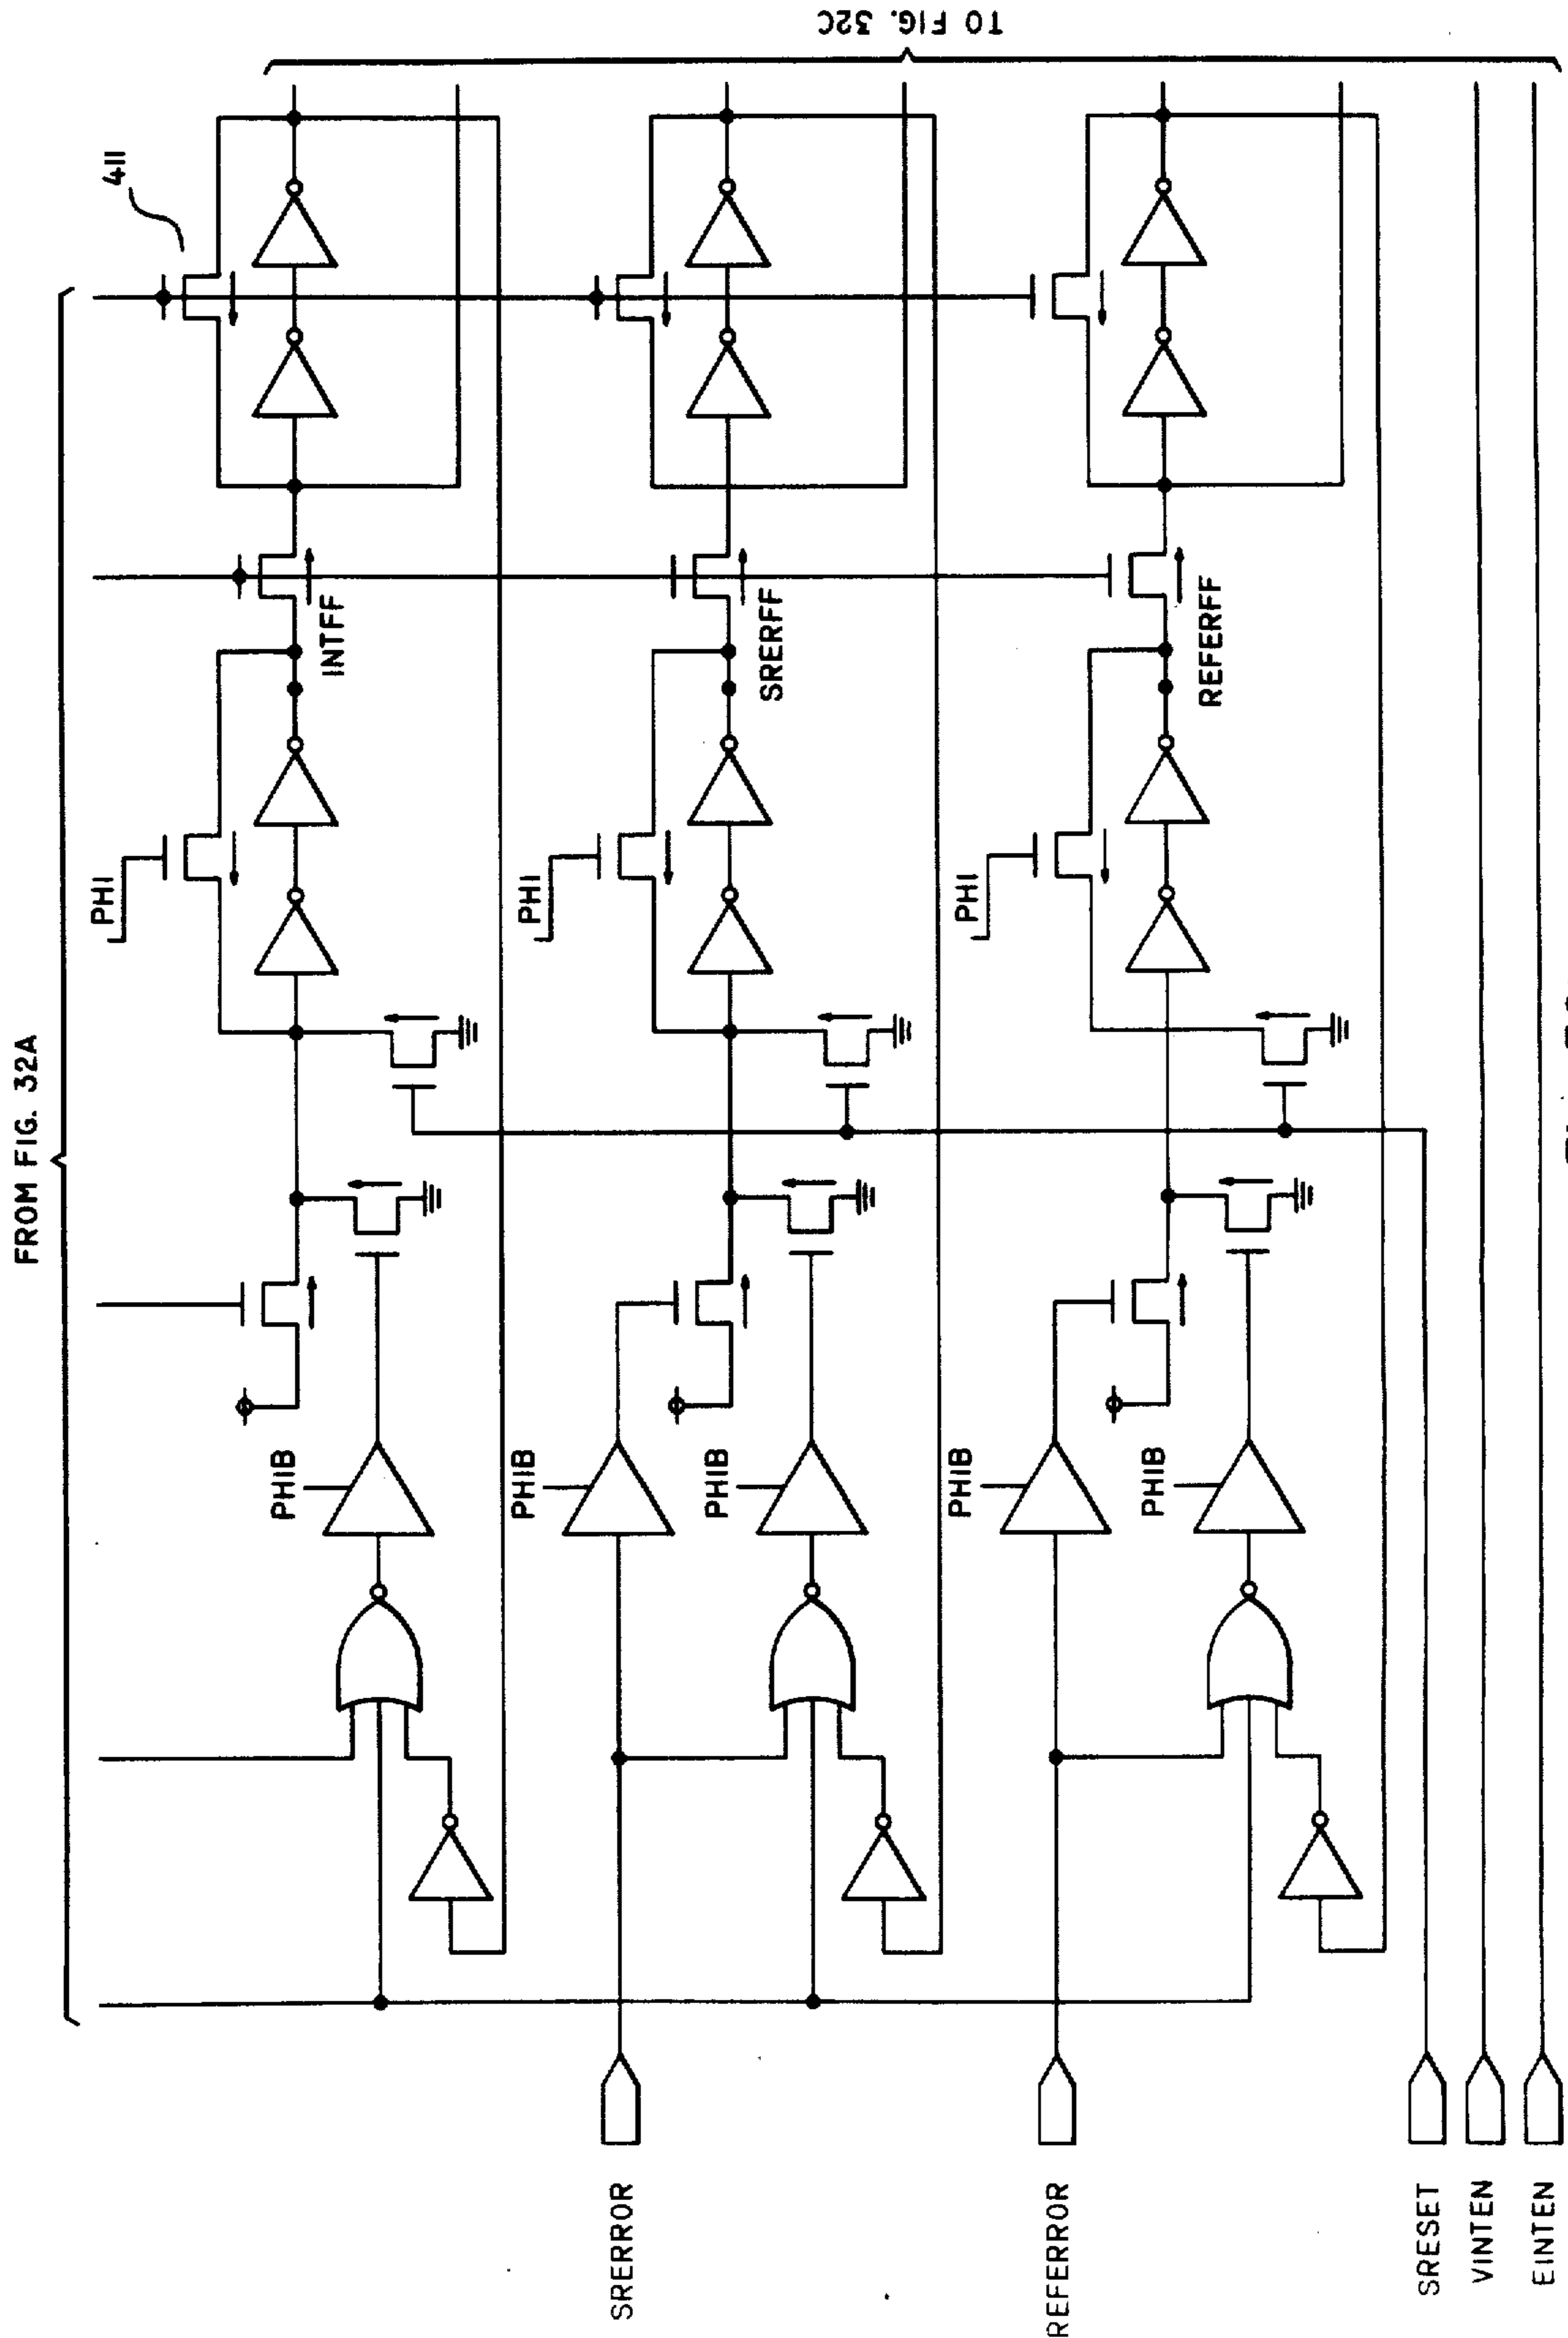 FROM FIG. 32A
TO FIG. 32C
411
PHI
INTFF
PHIB
PHI
SRERFF
PHIB
PHIB
PHI
REFERFF
PHIB
PHIB
SRERROR
REFERROR
SRESET
VINTEN
EINTEN